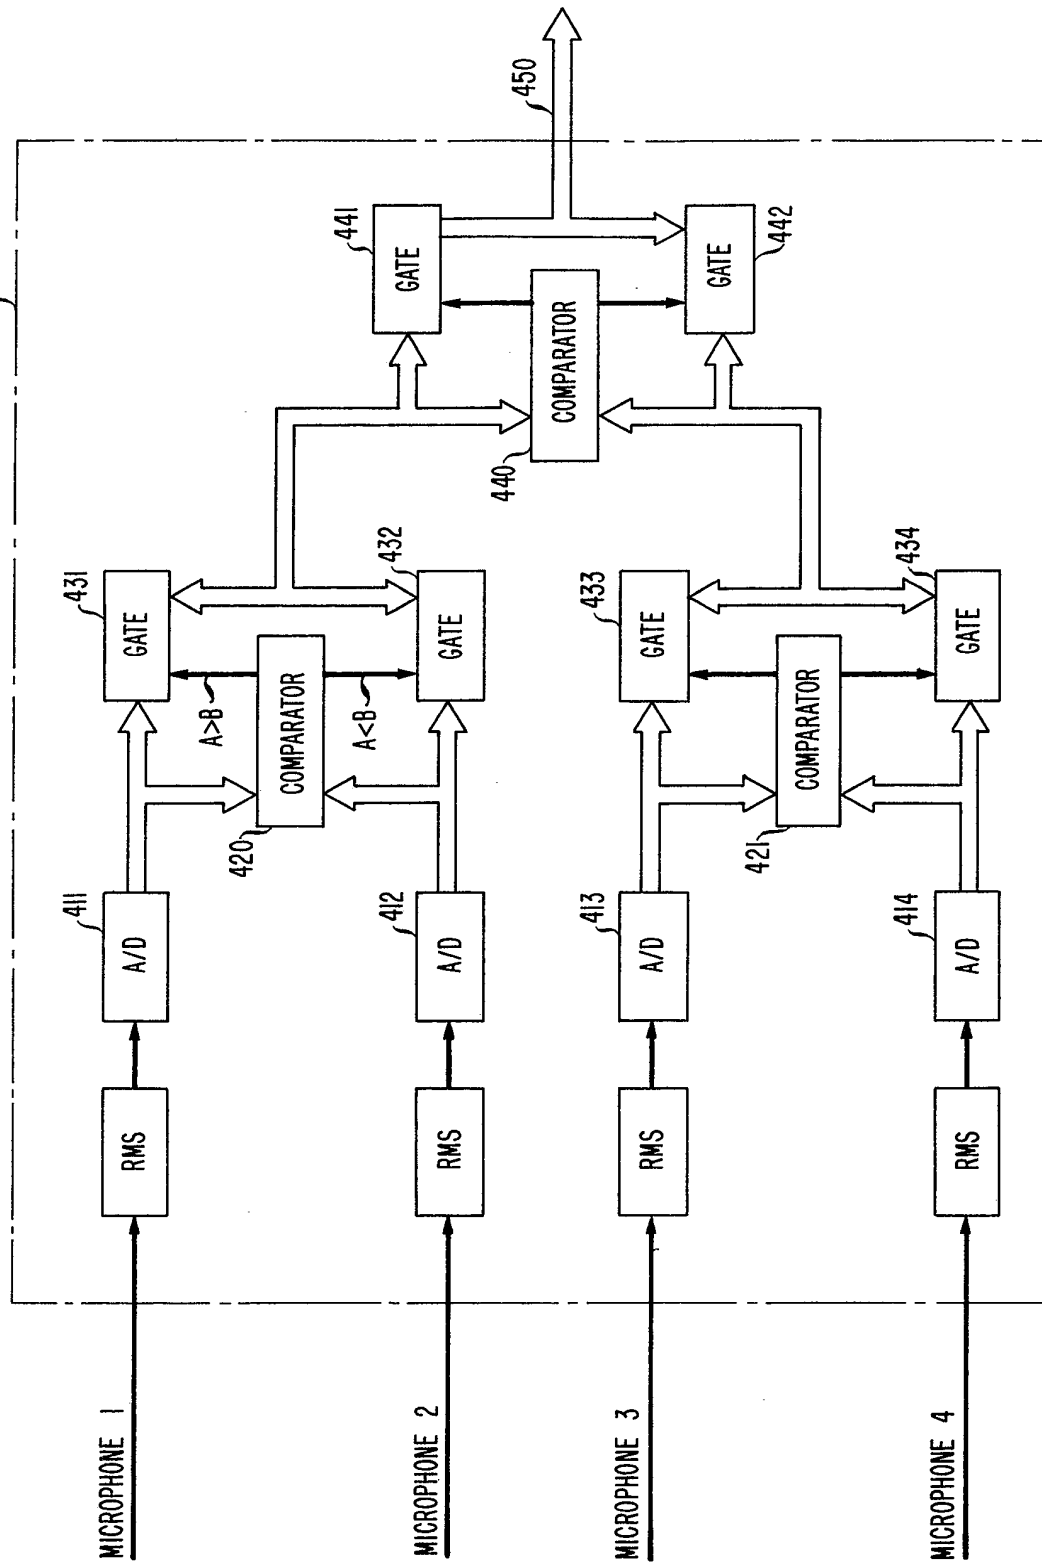 MICROPHONE 1
RMS
A/D
411
GATE
431
A>B
COMPARATOR
420
A<B
MICROPHONE 2
RMS
A/D
412
GATE
432
MICROPHONE 3
RMS
A/D
413
GATE
433
COMPARATOR
421
MICROPHONE 4
RMS
A/D
414
GATE
434
COMPARATOR
440
GATE
441
GATE
442
450